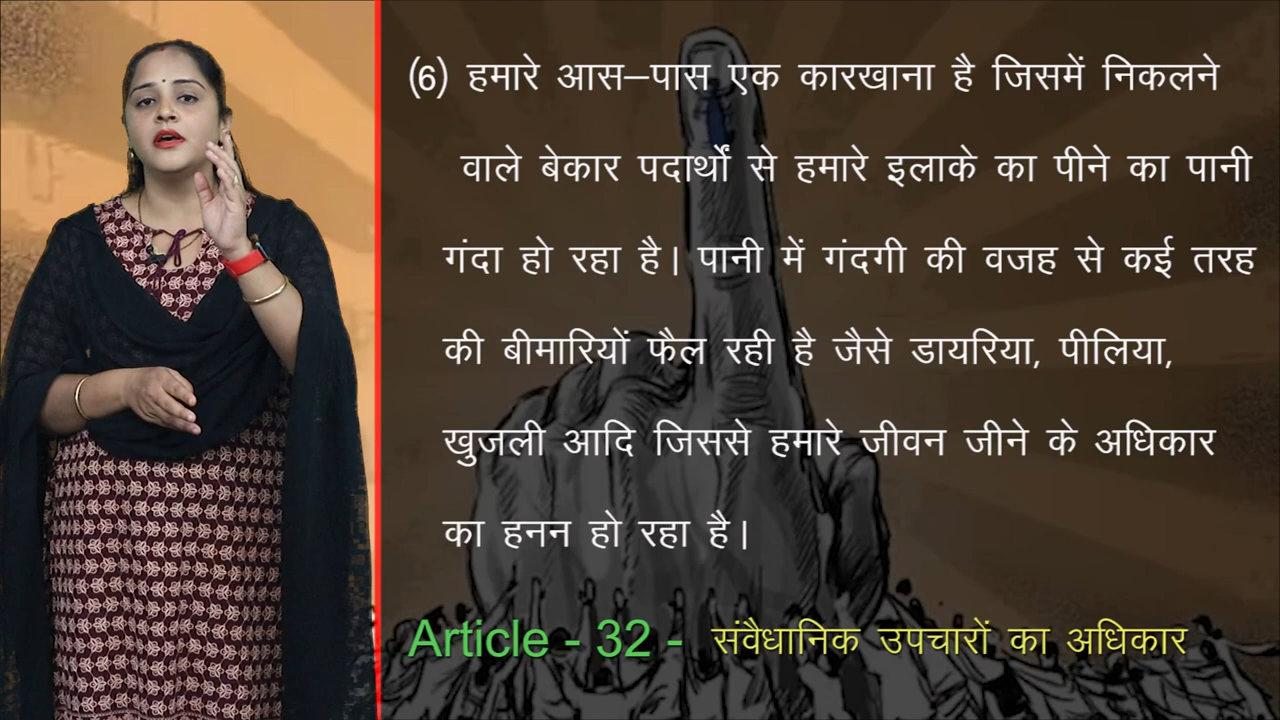 (6) हमारे आस–पास एक कारखाना है जिसमें निकलने
वाले बेकार पदार्थों से हमारे इलाके का पीने का पानी
गंदा हो रहा है। पानी में गंदगी की वजह से कई तरह
की बीमारियों फैल रही है जैसे डायरिया, पीलिया,
खुजली आदि जिससे हमारे जीवन जीने के अधिकार
का हनन हो रहा है।
Article - 32 - संवैधानिक उपचारों का अधिकार